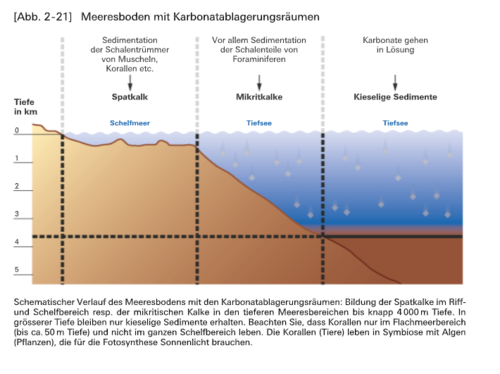 [Abb. 2-21] Meeresboden mit Karbonatablagerungsräumen
Sedimentation
der Schalentrümmer
von Muscheln,
Korallen etc.
Vor allem Sedimentation
der Schalenteile von
Foraminiferen
Karbonate gehen
in Lösung
Spatkalk
Mikritkalke
Kieselige Sedimente
Tiefe
in km
Schelfmeer
Tiefsee
Tiefsee
0
1
2
3
4
5
Schematischer Verlauf des Meeresbodens mit den Karbonatablagerungsräumen: Bildung der Spatkalke im Riff-
und Schelfbereich resp. der mikritischen Kalke in den tieferen Meeresbereichen bis knapp 4 000 m Tiefe. In
grösserer Tiefe bleiben nur kieselige Sedimente erhalten. Beachten Sie, dass Korallen nur im Flachmeerbereich
(bis ca. 50 m Tiefe) und nicht im ganzen Schelfbereich leben. Die Korallen (Tiere) leben in Symbiose mit Algen
(Pflanzen), die für die Fotosynthese Sonnenlicht brauchen.